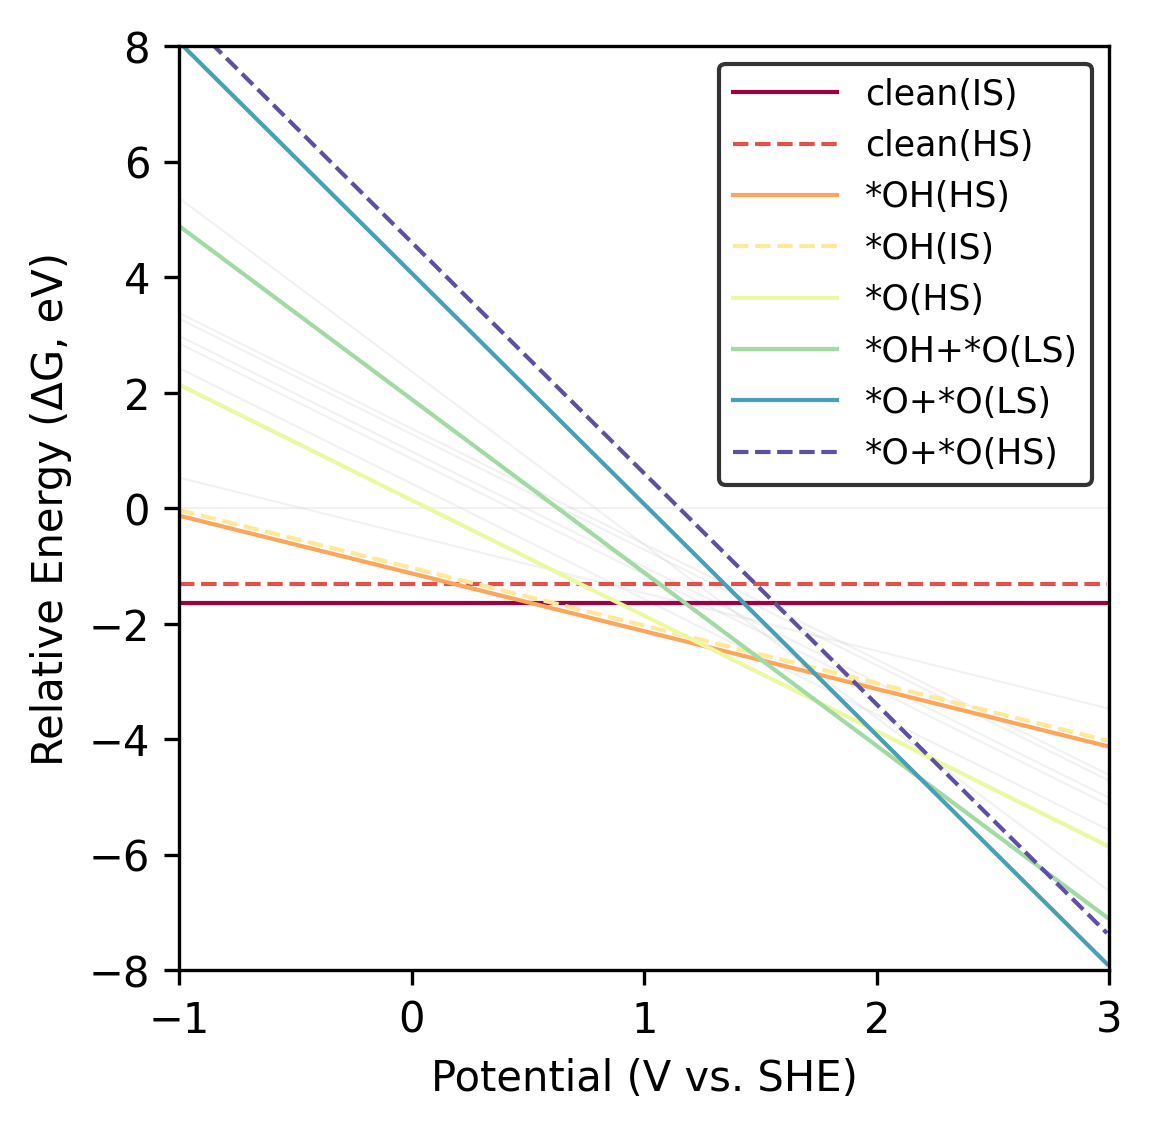 8
6
4
2
0
−2
−4
−6
−8
Relative Energy (ΔG, eV)
clean(IS)
clean(HS)
*OH(HS)
*OH(IS)
*O(HS)
*OH+*O(LS)
*O+*O(LS)
*O+*O(HS)
−1 0 1 2 3
Potential (V vs. SHE)